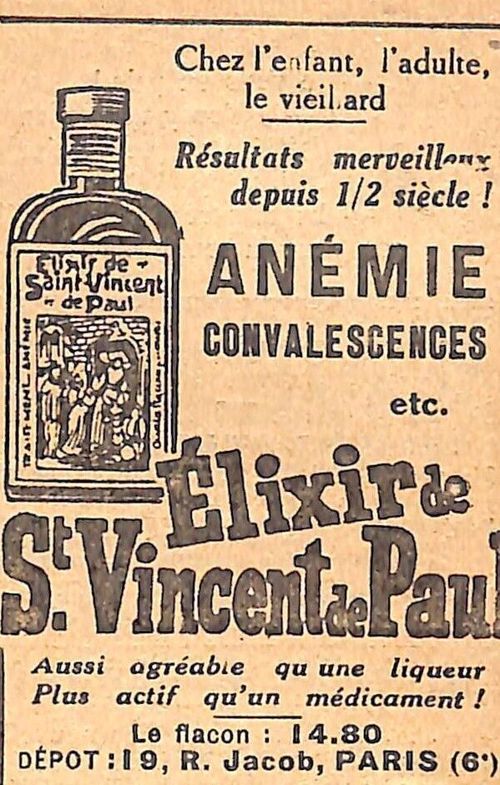 Chez l'enfant, l'adulte,
le vieillard
Résultats merveilleux
depuis 1/2 siècle !
ANÉMIE
CONVALESCENCES
etc.
Elixir de
Saint-Vincent
de Paul
TRAITEMENT ANÉMIE
Élixir de
St. Vincent de Paul
Aussi agréable qu'une liqueur
Plus actif qu'un médicament !
Le flacon : 14.80
DÉPOT : 19, R. Jacob, PARIS (6e)